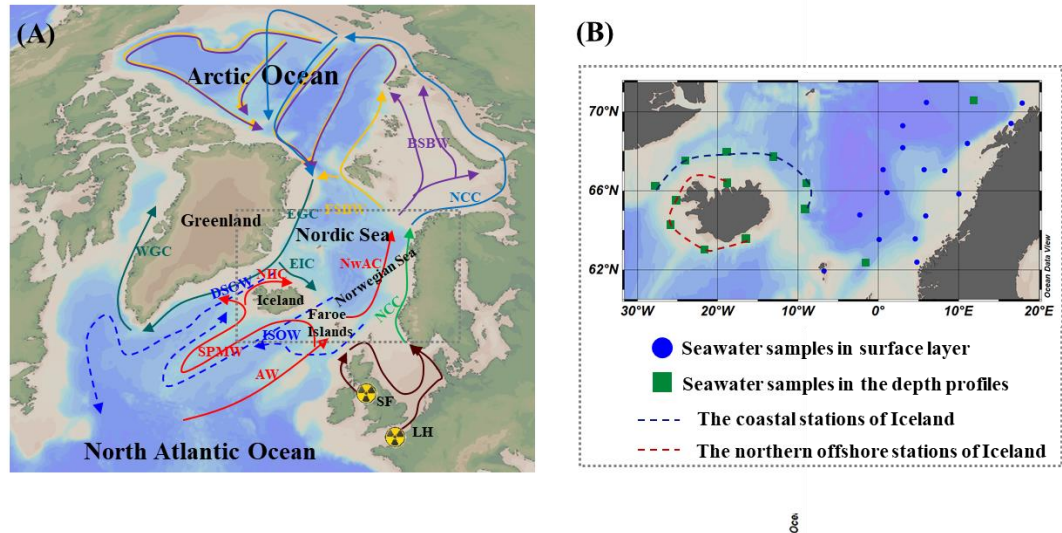 (A)
Arctic Ocean
BSBW
NCC
FSBW
Greenland
EGC
Nordic Sea
WGC
EIC
NwAC
Norwegian Sea
DSOW
NIIC
Iceland
Faroe
Islands
NCC
ISOW
SPMW
AW
SF
LH
North Atlantic Ocean
(B)
70°N
66°N
62°N
30°W
20°W
10°W
0°
10°E
20°E
Ocean Data View
Seawater samples in surface layer
Seawater samples in the depth profiles
The coastal stations of Iceland
The northern offshore stations of Iceland
Oce